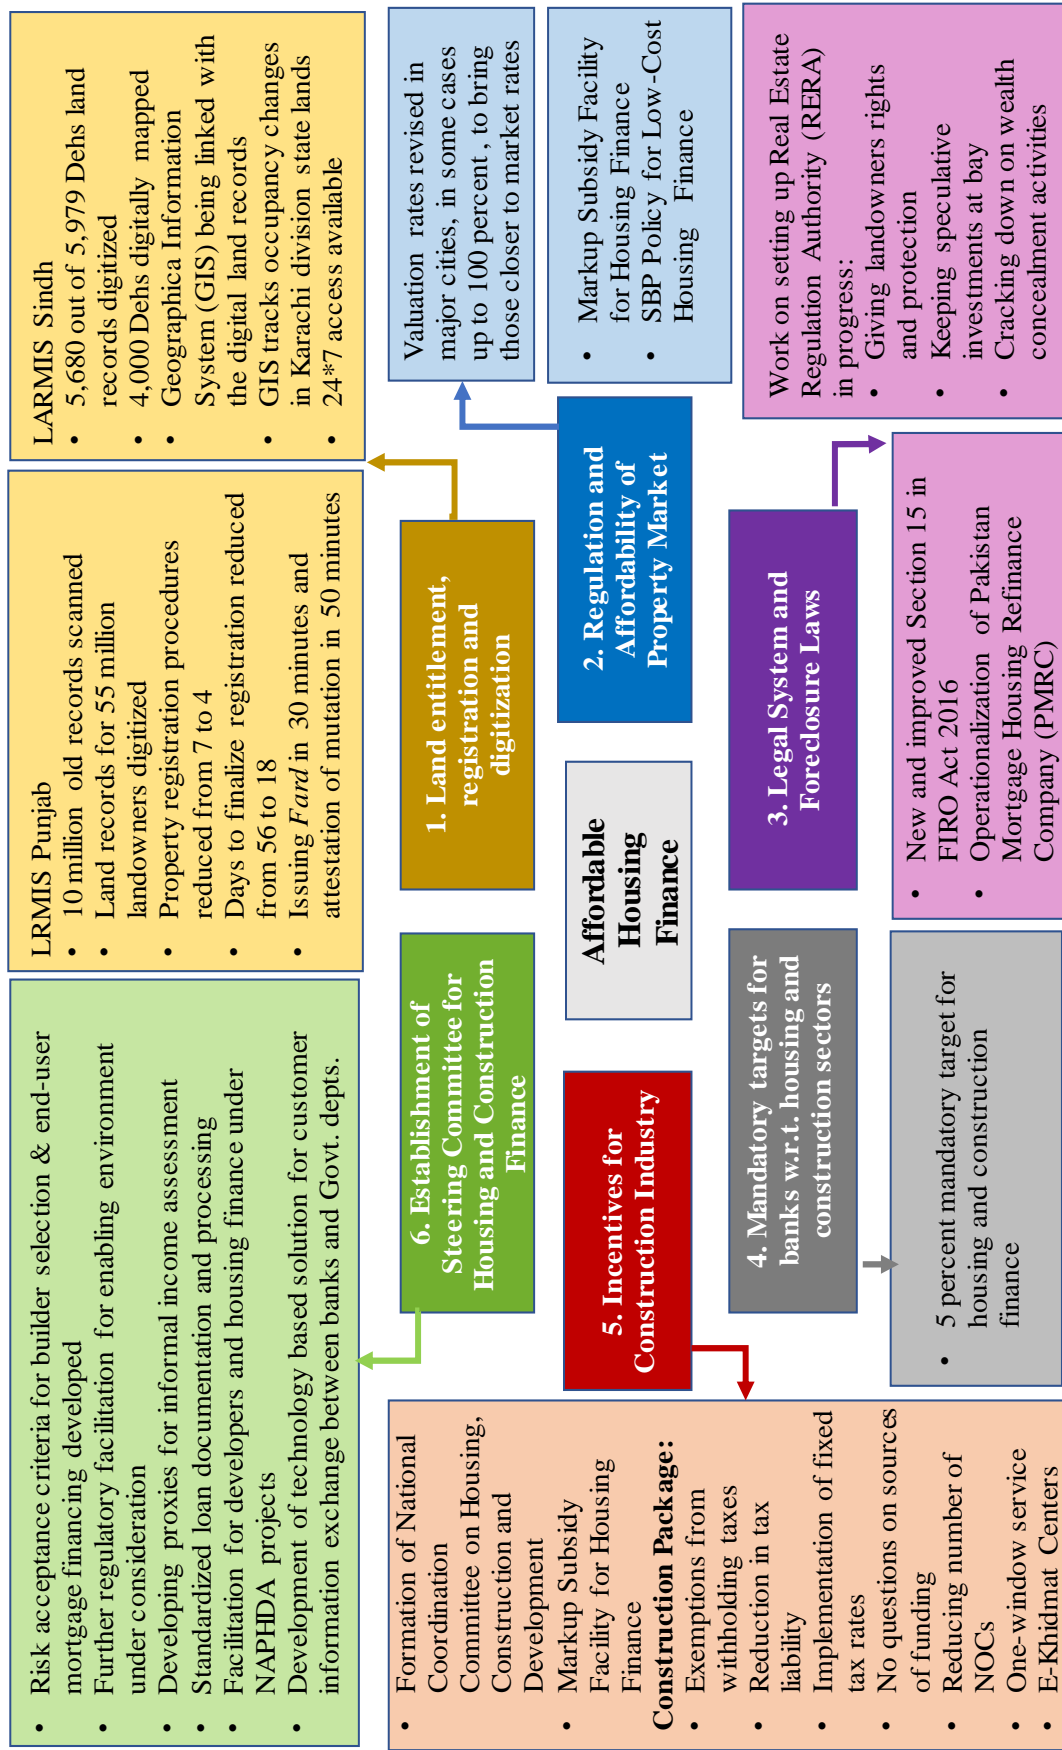 Risk acceptance criteria for builder selection & end-user
mortgage financing developed
Further regulatory facilitation for enabling environment
under consideration
Developing proxies for informal income assessment
Standardized loan documentation and processing
Facilitation for developers and housing finance under
NAPHDA projects
Development of technology based solution for customer
information exchange between banks and Govt. depts.
LRMIS Punjab
10 million old records scanned
Land records for 55 million
landowners digitized
Property registration procedures
reduced from 7 to 4
Days to finalize registration reduced
from 56 to 18
Issuing Fard in 30 minutes and
attestation of mutation in 50 minutes
LARMIS Sindh
5,680 out of 5,979 Dehs land
records digitized
4,000 Dehs digitally mapped
Geographica Information
System (GIS) being linked with
the digital land records
GIS tracks occupancy changes
in Karachi division state lands
24*7 access available
6. Establishment of
Steering Committee for
Housing and Construction
Finance
1. Land entitlement,
registration and
digitization
Valuation rates revised in
major cities, in some cases
up to 100 percent, to bring
those closer to market rates
Formation of National
Coordination
Committee on Housing,
Construction and
Development
Markup Subsidy
Facility for Housing
Finance
Construction Package:
Exemptions from
withholding taxes
Reduction in tax
liability
Implementation of fixed
tax rates
No questions on sources
of funding
Reducing number of
NOCs
One-window service
E-Khidmat Centers
5. Incentives for
Construction Industry
Affordable
Housing
Finance
2. Regulation and
Affordability of
Property Market
Markup Subsidy Facility
for Housing Finance
SBP Policy for Low-Cost
Housing Finance
4. Mandatory targets for
banks w.r.t. housing and
construction sectors
3. Legal System and
Foreclosure Laws
5 percent mandatory target for
housing and construction
finance
New and improved Section 15 in
FIRO Act 2016
Operationalization of Pakistan
Mortgage Housing Refinance
Company (PMRC)
Work on seting up Real Estate
Regulation Authority (RERA)
in progress:
Giving landowners rights
and protection
Keeping speculative
investments at bay
Cracking down on wealth
concealment activities